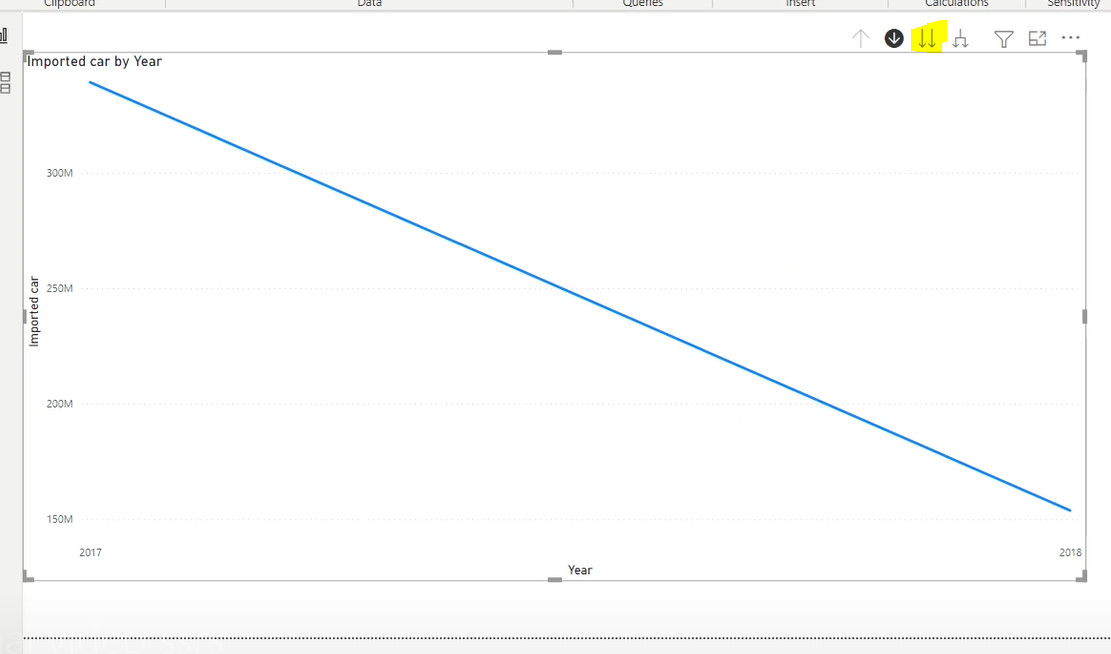 Clipboard Data Queries Insert Calculations Sensitivity
Imported car by Year
300M
250M
200M
150M
Imported car
2017 2018
Year